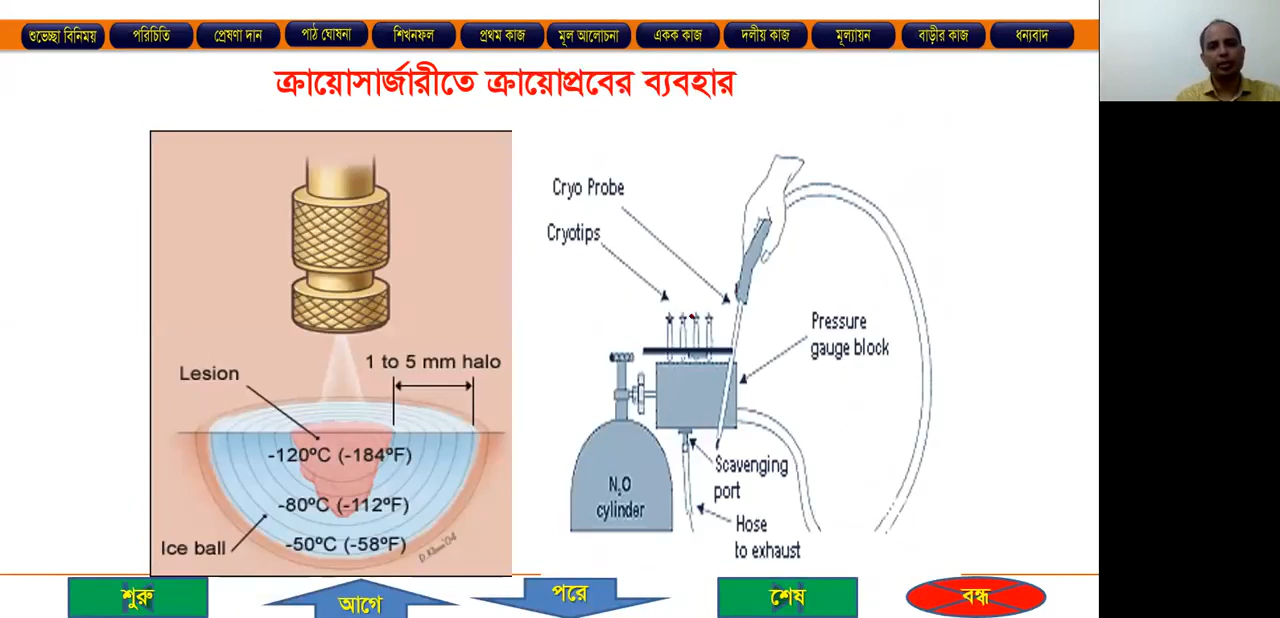 শুভেচ্ছা বিনিময়
পরিচিতি
প্রেষণা দান
পাঠ ঘোষনা
শিখনফল
প্রথম কাজ
মূল আলোচনা
একক কাজ
দলীয় কাজ
মূল্যায়ন
বাড়ীর কাজ
ধন্যবাদ
ক্রায়োসার্জারীতে ক্রায়োপ্রবের ব্যবহার
Lesion
1 to 5 mm halo
-120ºC (-184ºF)
-80ºC (-112ºF)
-50ºC (-58ºF)
Ice ball
Cryo Probe
Cryotips
Pressure
gauge block
Scavenging
port
N₂O
cylinder
Hose
to exhaust
শুরু
আগে
পরে
শেষ
বন্ধ